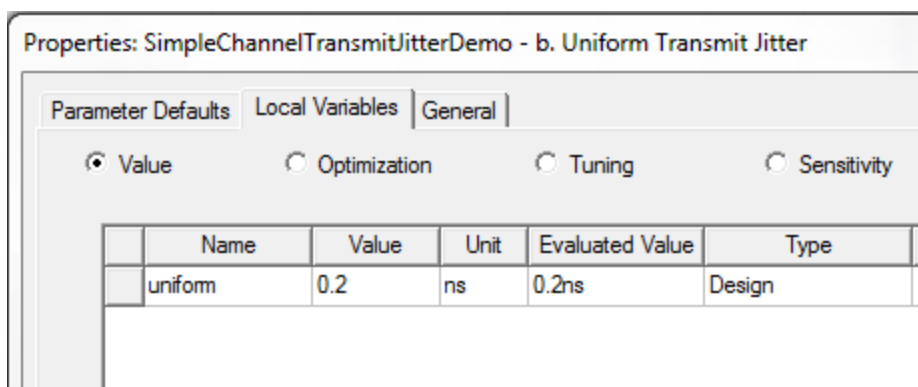 Properties: SimpleChannelTransmitJitterDemo - b. Uniform Transmit Jitter
Parameter Defaults Local Variables General
Value Optimization Tuning Sensitivity
Name Value Unit Evaluated Value Type
uniform 0.2 ns 0.2ns Design